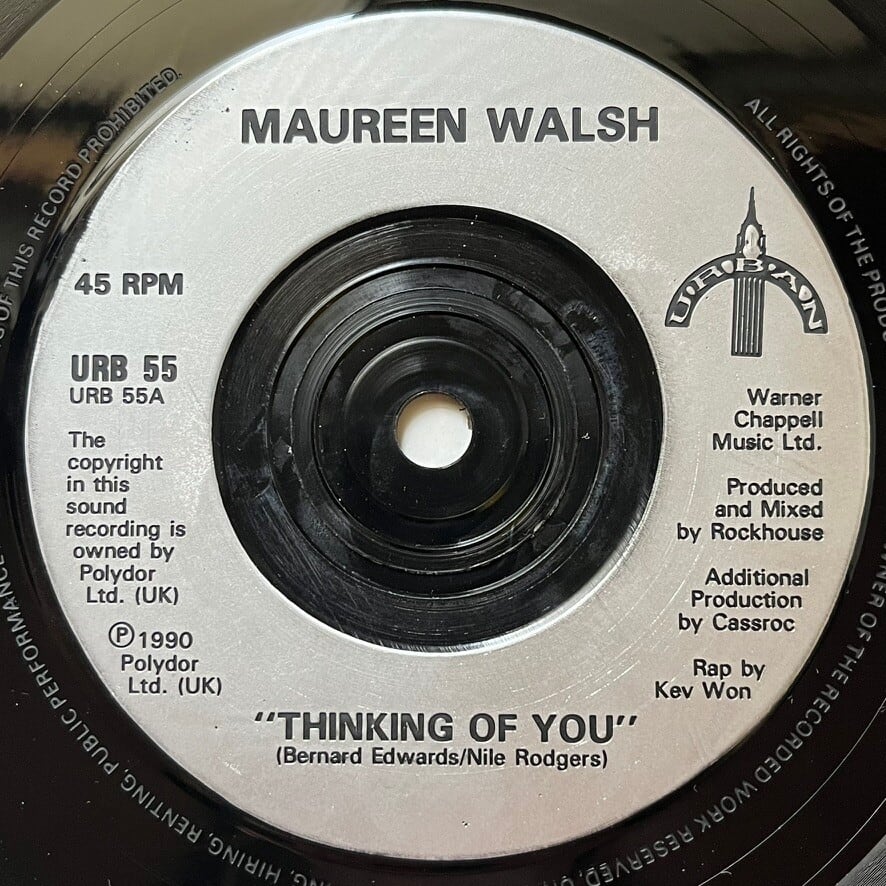 MAUREEN WALSH
45 RPM
URB 55
URB 55A
The
copyright
in this
sound
recording is
owned by
Polydor
Ltd. (UK)
℗1990
Polydor
Ltd. (UK)
URBAN
Warner
Chappell
Music Ltd.
Produced
and Mixed
by Rockhouse
Additional
Production
by Cassroc
Rap by
Kev Won
"THINKING OF YOU"
(Bernard Edwards/Nile Rodgers)
ALL RIIGHTS OF THE
OF THE RECORDED WORK RESERVED,
HIRING, RENTING, PUBLIC PERFORMANCE
OF THIS RECORD PROHIBITED.